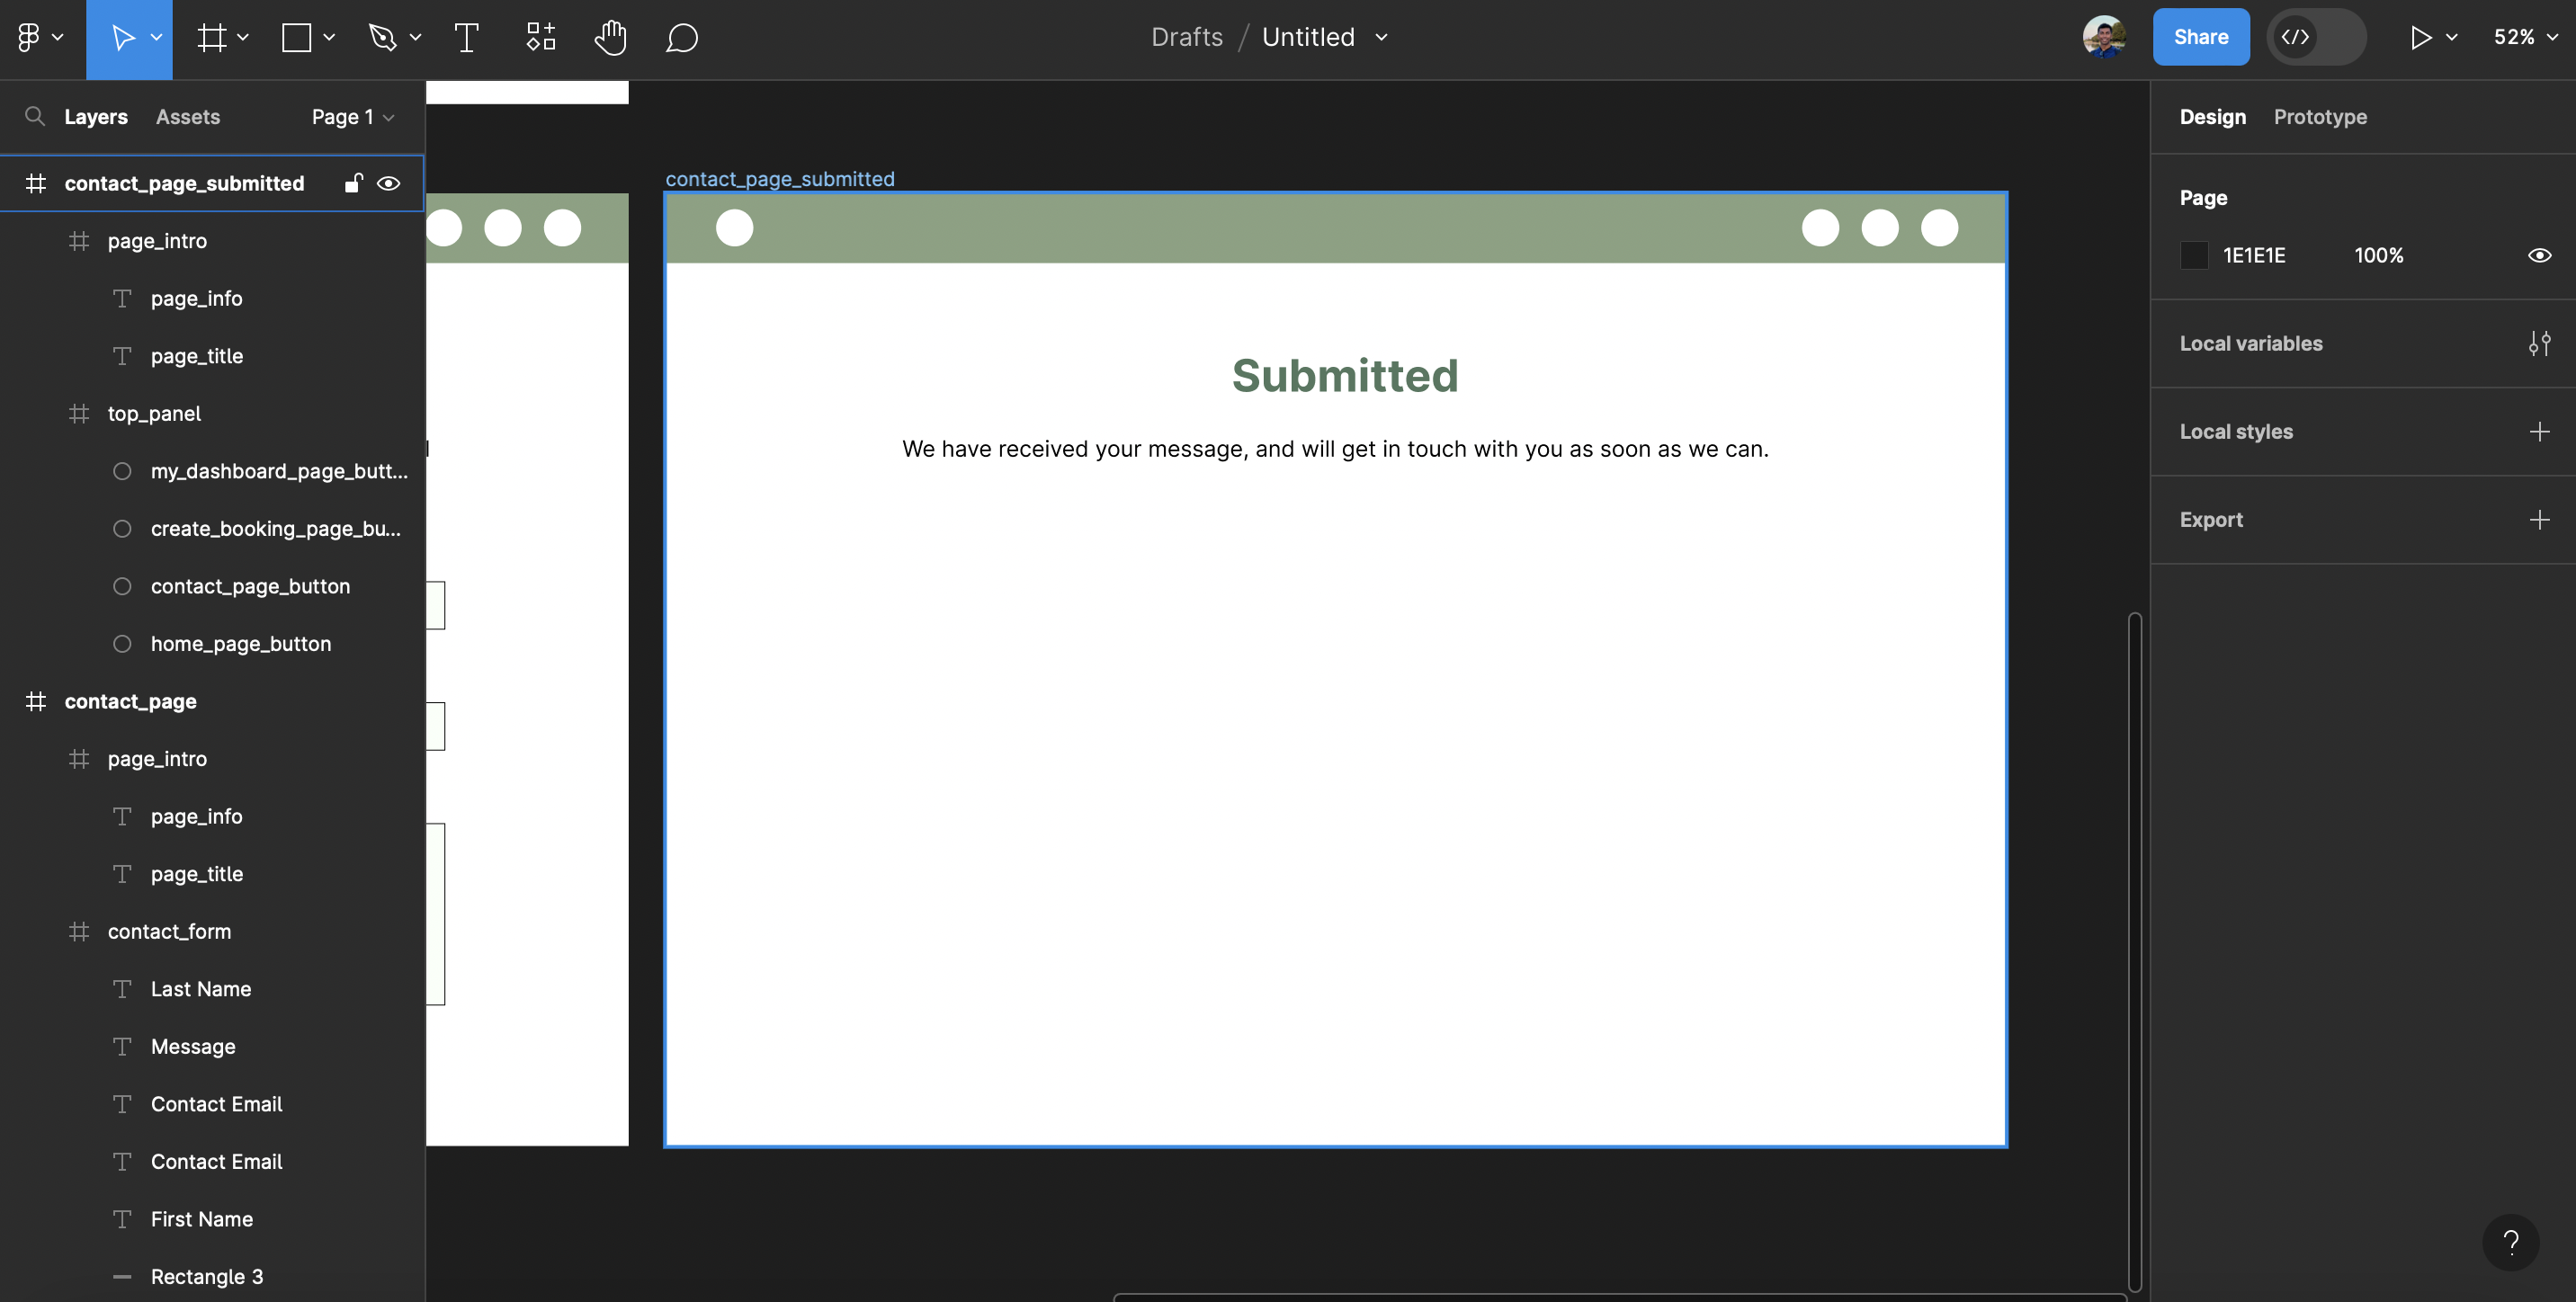 Drafts / Untitled
Share
52%
Layers
Assets
Page 1
contact_page_submitted
page_intro
page_info
page_title
top_panel
my_dashboard_page_butt...
create_booking_page_bu...
contact_page_button
home_page_button
contact_page
page_intro
page_info
page_title
contact_form
Last Name
Message
Contact Email
Contact Email
First Name
Rectangle 3
contact_page_submitted
Submitted
We have received your message, and will get in touch with you as soon as we can.
Design
Prototype
Page
1E1E1E
100%
Local variables
Local styles
Export
?